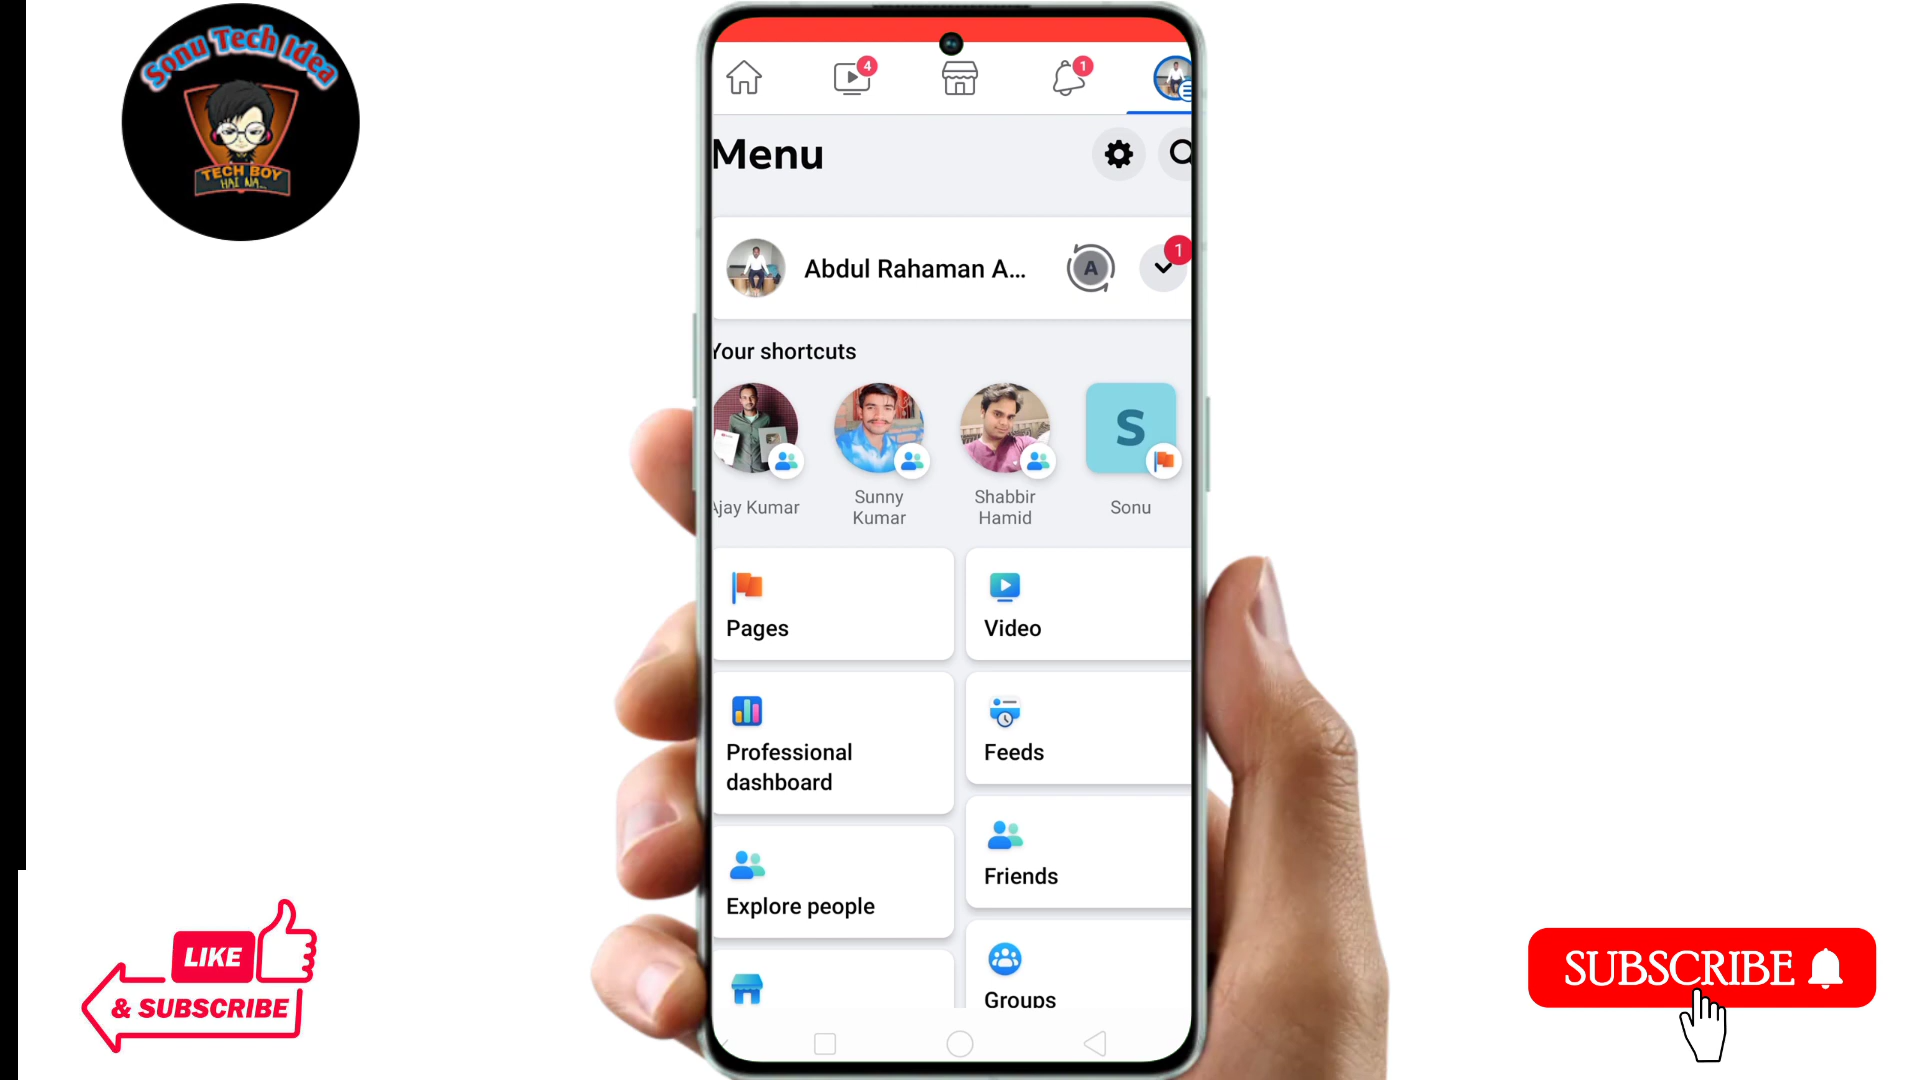 Sonu Tech Idea
TECH BOY
HAI NA...
4
1
Menu
Abdul Rahaman A...
A
1
Your shortcuts
S
Ajay Kumar
Sunny
Kumar
Shabbir
Hamid
Sonu
Pages
Video
Professional
dashboard
Feeds
Explore people
Friends
Groups
LIKE
& SUBSCRIBE
SUBSCRIBE